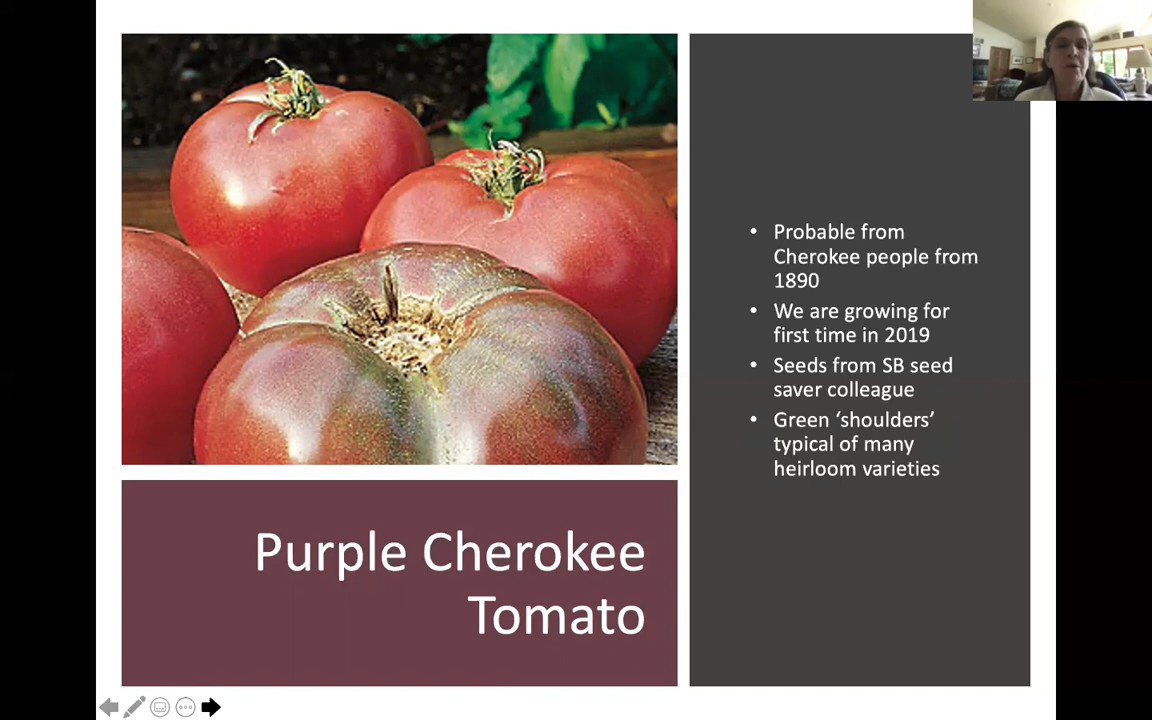 • Probable from
Cherokee people from
1890
• We are growing for
first time in 2019
• Seeds from SB seed
saver colleague
• Green ‘shoulders’
typical of many
heirloom varieties
Purple Cherokee
Tomato